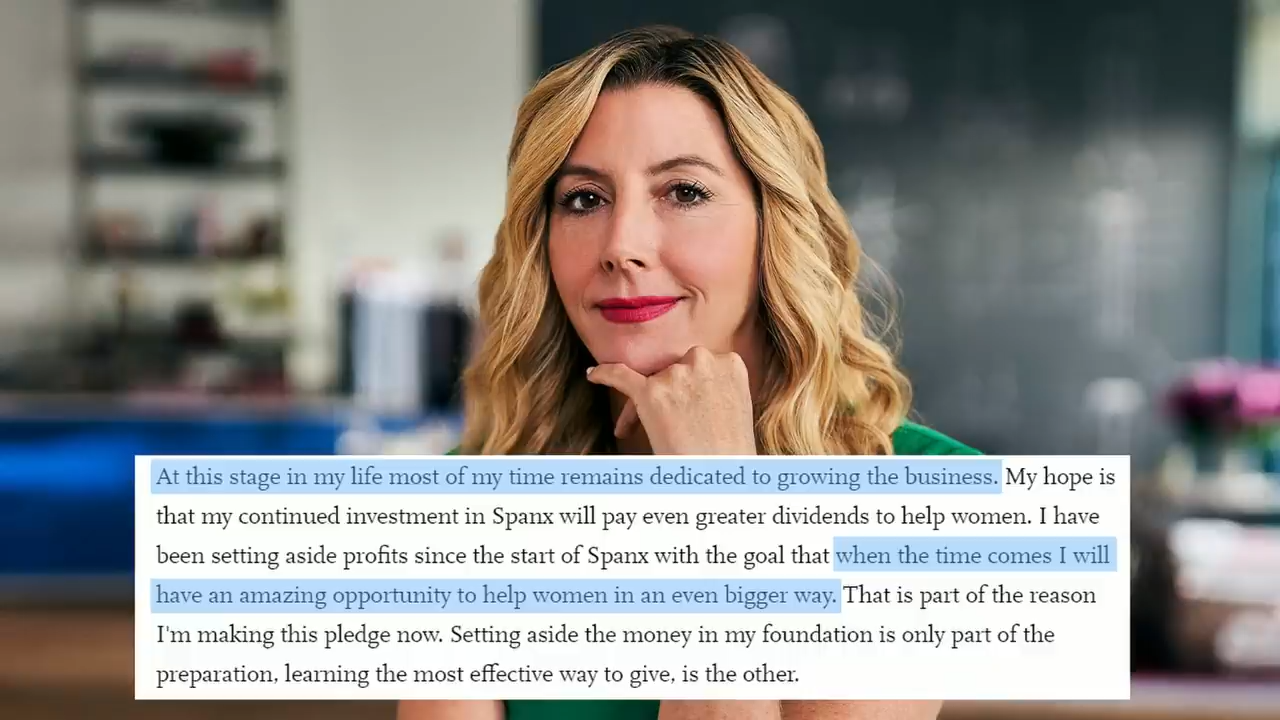 At this stage in my life most of my time remains dedicated to growing the business. My hope is
that my continued investment in Spanx will pay even greater dividends to help women. I have
been setting aside profits since the start of Spanx with the goal that when the time comes I will
have an amazing opportunity to help women in an even bigger way. That is part of the reason
I'm making this pledge now. Setting aside the money in my foundation is only part of the
preparation, learning the most effective way to give, is the other.